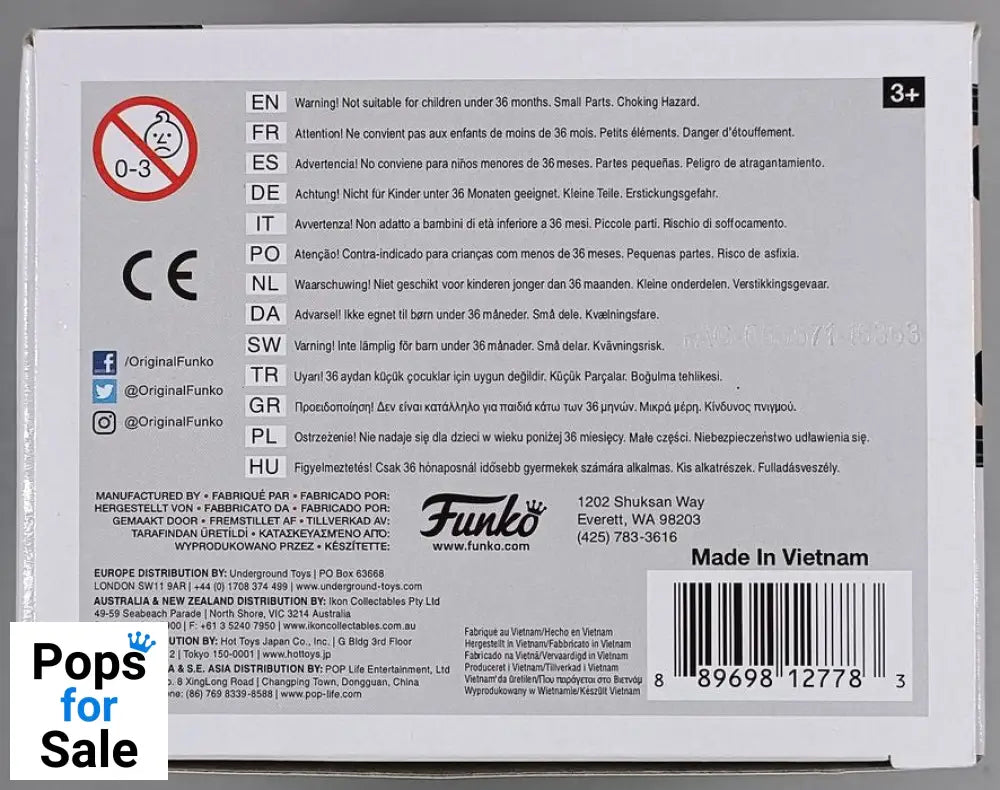 3+
0-3
EN Warning! Not suitable for children under 36 months. Small Parts. Choking Hazard.
FR Attention! Ne convient pas aux enfants de moins de 36 mois. Petits éléments. Danger d'étouffement.
ES Advertencia! No conviene para niños menores de 36 meses. Partes pequeñas. Peligro de atragantamiento.
DE Achtung! Nicht für Kinder unter 36 Monaten geeignet. Kleine Teile. Erstickungsgefahr.
IT Avvertenza! Non adatto a bambini di età inferiore a 36 mesi. Piccole parti. Rischio di soffocamento.
PO Atenção! Contra-indicado para crianças com menos de 36 meses. Pequenas partes. Risco de asfixia.
NL Waarschuwing! Niet geschikt voor kinderen jonger dan 36 maanden. Kleine onderdelen. Verstikkingsgevaar.
DA Advarsel! Ikke egnet til børn under 36 måneder. Små dele. Kvælningsfare.
SW Varning! Inte lämplig för barn under 36 månader. Små delar. Kvävningsrisk.
TR Uyarı! 36 aydan küçük çocuklar için uygun değildir. Küçük Parçalar. Boğulma tehlikesi.
GR Προειδοποίηση! Δεν είναι κατάλληλο για παιδιά κάτω των 36 μηνών. Μικρά μέρη. Κίνδυνος πνιγμού.
PL Ostrzeżenie! Nie nadaje się dla dzieci w wieku poniżej 36 miesięcy. Małe części. Niebezpieczeństwo udławienia się.
HU Figyelmeztetés! Csak 36 hónaposnál idősebb gyermekek számára alkalmas. Kis alkatrészek. Fulladásveszély.
CE
/OriginalFunko
@OriginalFunko
@OriginalFunko
MANUFACTURED BY • FABRIQUÉ PAR • FABRICADO POR:
HERGESTELLT VON • FABBRICATO DA • FABRICADO POR:
GEMAAKT DOOR • FREMSTILLET AF • TILLVERKAD AV:
TARAFINDAN ÜRETİLDİ • ΚΑΤΑΣΚΕΥΑΣΜΈΝΟ ΑΠΌ:
WYPRODUKOWANO PRZEZ • KÉSZÍTETTE:
Funko
www.funko.com
1202 Shuksan Way
Everett, WA 98203
(425) 783-3616
Made In Vietnam
EUROPE DISTRIBUTION BY: Underground Toys | PO Box 63668
LONDON SW11 9AR | +44 (0) 1708 374 499 | www.underground-toys.com
AUSTRALIA & NEW ZEALAND DISTRIBUTION BY: Ikon Collectables Pty Ltd
49-59 Seabeach Parade | North Shore, VIC 3214 Australia
000 | F: +61 3 5240 7950 | www.ikoncollectables.com.au
UTION BY: Hot Toys Japan Co., Inc. | G Bldg 3rd Floor
2 | Tokyo 150-0001 | www.hottoys.jp
A & S.E. ASIA DISTRIBUTION BY: POP Life Entertainment, Ltd
o. 8 XingLong Road | Changping Town, Dongguan, China
ne: (86) 769 8339-8588 | www.pop-life.com
Fabriqué au Vietnam/Hecho en Vietnam
Hergestellt in Vietnam/Fabbricato in Vietnam
Fabricado na Vietnã/Vervaardigd in Vietnam
Produceret i Vietnam/Tillverkad i Vietnam
Vietnam'da üretilen/Που παράγεται στο Βιετνάμ
Wyprodukowany w Wietnamie/Készült Vietnam
8 89698 12778 3
Pops
for
Sale